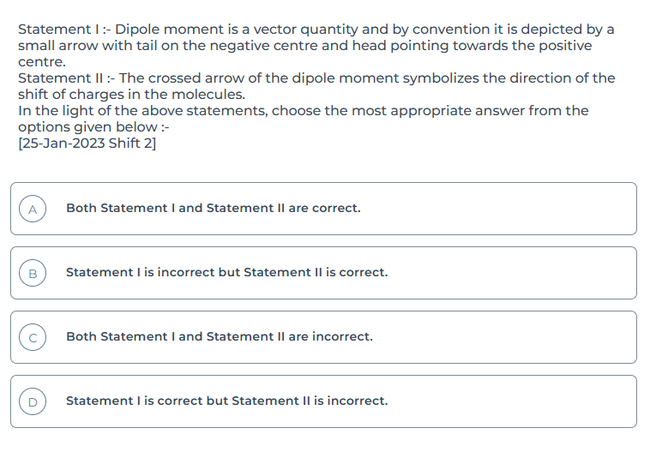 Statement I :- Dipole moment is a vector quantity and by convention it is depicted by a
small arrow with tail on the negative centre and head pointing towards the positive
centre.
Statement II :- The crossed arrow of the dipole moment symbolizes the direction of the
shift of charges in the molecules.
In the light of the above statements, choose the most appropriate answer from the
options given below :-
[25-Jan-2023 Shift 2]
A Both Statement I and Statement II are correct.
B Statement I is incorrect but Statement II is correct.
C Both Statement I and Statement II are incorrect.
D Statement I is correct but Statement II is incorrect.